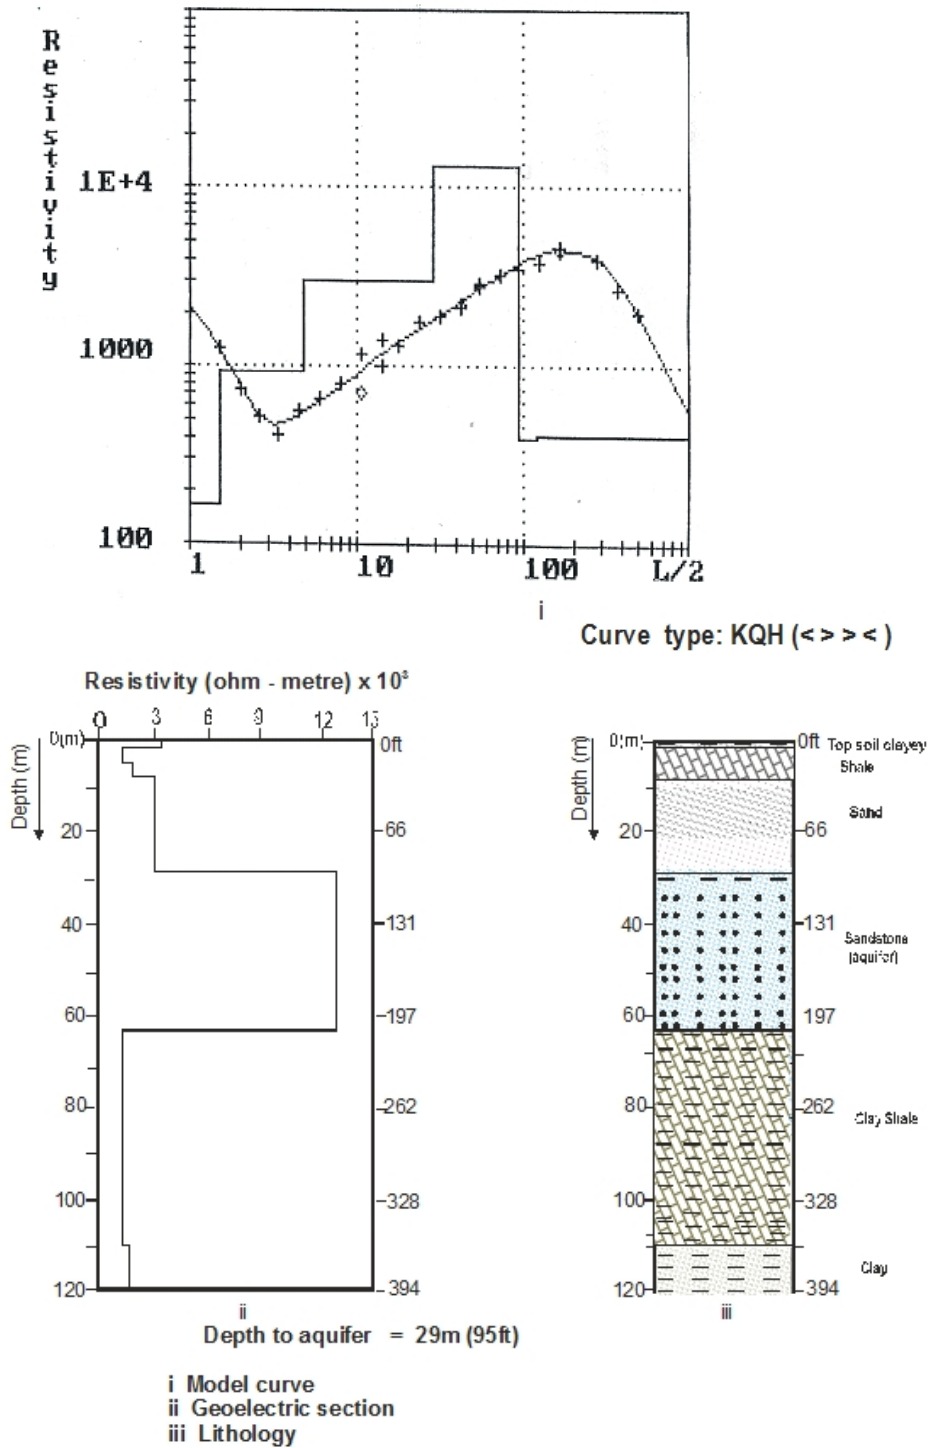 Resistivity
1E+4
1000
100
1 10 100 L/2
i
Curve type: KQH (< > > < )
Resistivity (ohm - metre) x 10³
0 3 6 9 12 15
0(m) 0ft
Depth (m)
20 66
40 131
60 197
80 262
100 328
120 394
ii
Depth to aquifer = 29m (95ft)
0(m) 0ft Top soil clayey
Shale
Depth (m)
Sand
20 66
40 131
Sandstone
(aquifer)
60 197
80 262
Clay Shale
100 328
Clay
120 394
iii
i Model curve
ii Geoelectric section
iii Lithology